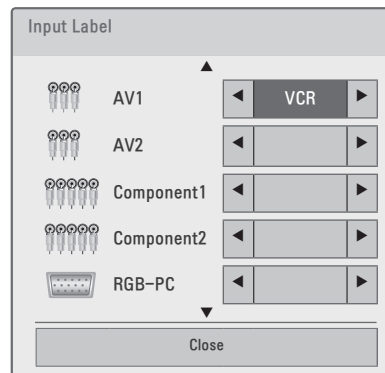 Input Label
AV1 VCR
AV2
Component1
Component2
RGB-PC
Close